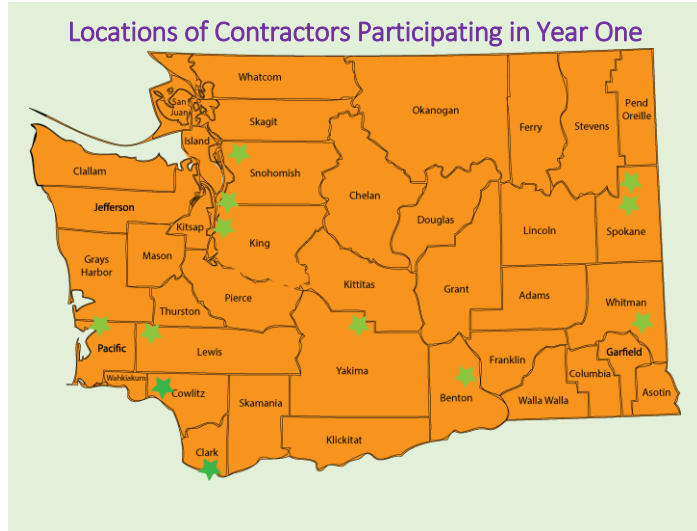 Locations of Contractors Participating in Year One
Whatcom
San
Juan
Skagit
Island
Okanogan
Ferry
Stevens
Pend
Oreille
Clallam
Snohomish
Chelan
Jefferson
Douglas
Kitsap
King
Lincoln
Spokane
Grays
Harbor
Mason
Kittitas
Grant
Adams
Whitman
Pierce
Thurston
Pacific
Lewis
Yakima
Franklin
Garfield
Columbia
Wahkiakum
Cowlitz
Skamania
Benton
Walla Walla
Asotin
Klickitat
Clark